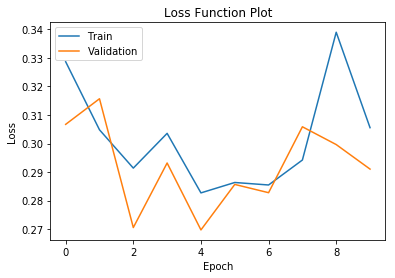 Loss Function Plot
Train
Validation
Loss
0.34
0.33
0.32
0.31
0.30
0.29
0.28
0.27
0 2 4 6 8
Epoch